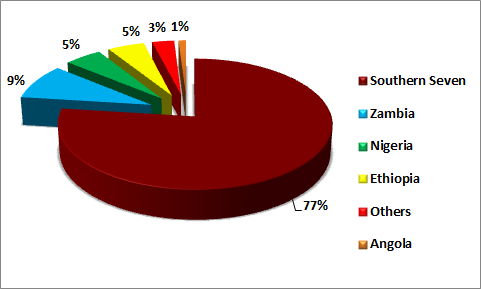 5%
3%
1%
5%
9%
77%
Southern Seven
Zambia
Nigeria
Ethiopia
Others
Angola